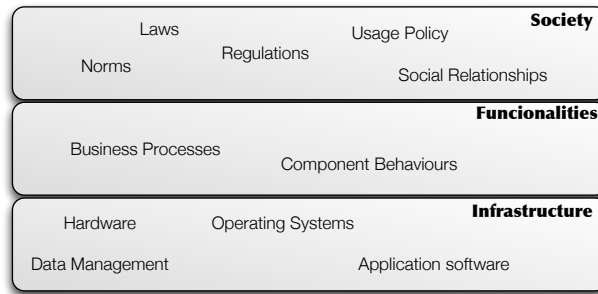 Society
Laws
Usage Policy
Regulations
Norms
Social Relationships
Funcionalities
Business Processes
Component Behaviours
Infrastructure
Hardware
Operating Systems
Data Management
Application software